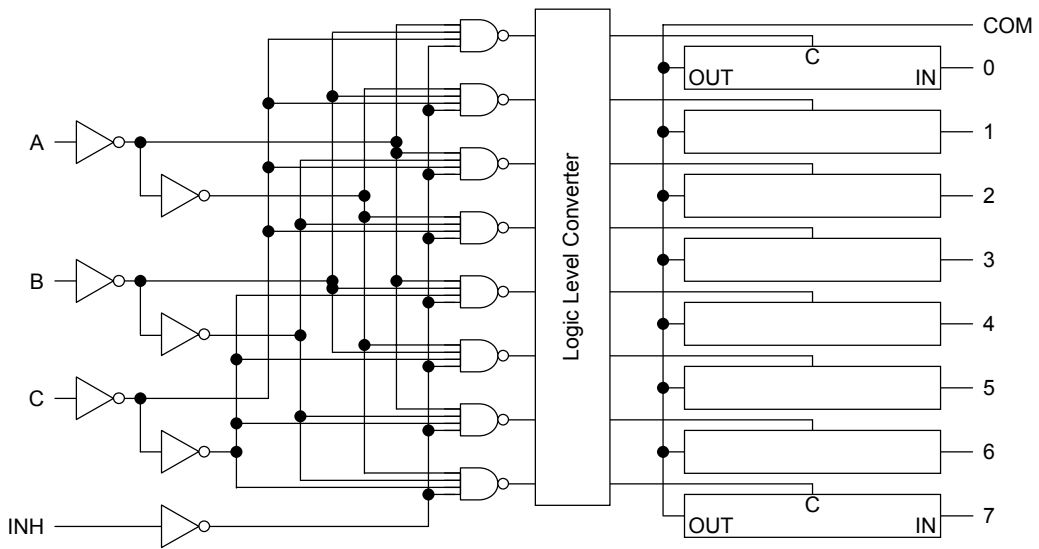 COM
C
OUT IN 0
A
1
2
3
B
4
Logic Level Converter
5
C
6
C
OUT IN 7
INH